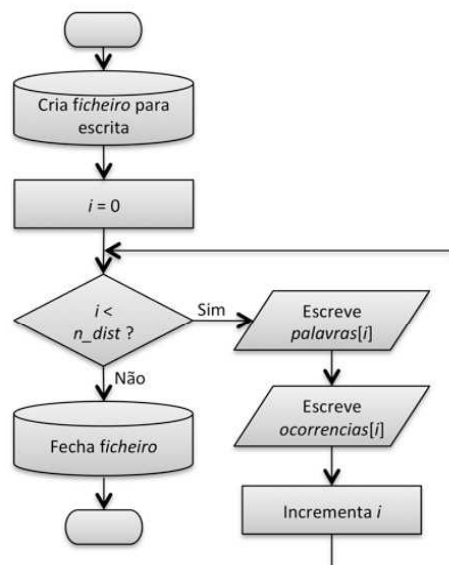 Cria ficheiro para
escrita
i = 0
i <
n_dist ?
Sim
Escreve
palavras[i]
Não
Escreve
ocorrencias[i]
Fecha ficheiro
Incrementa i